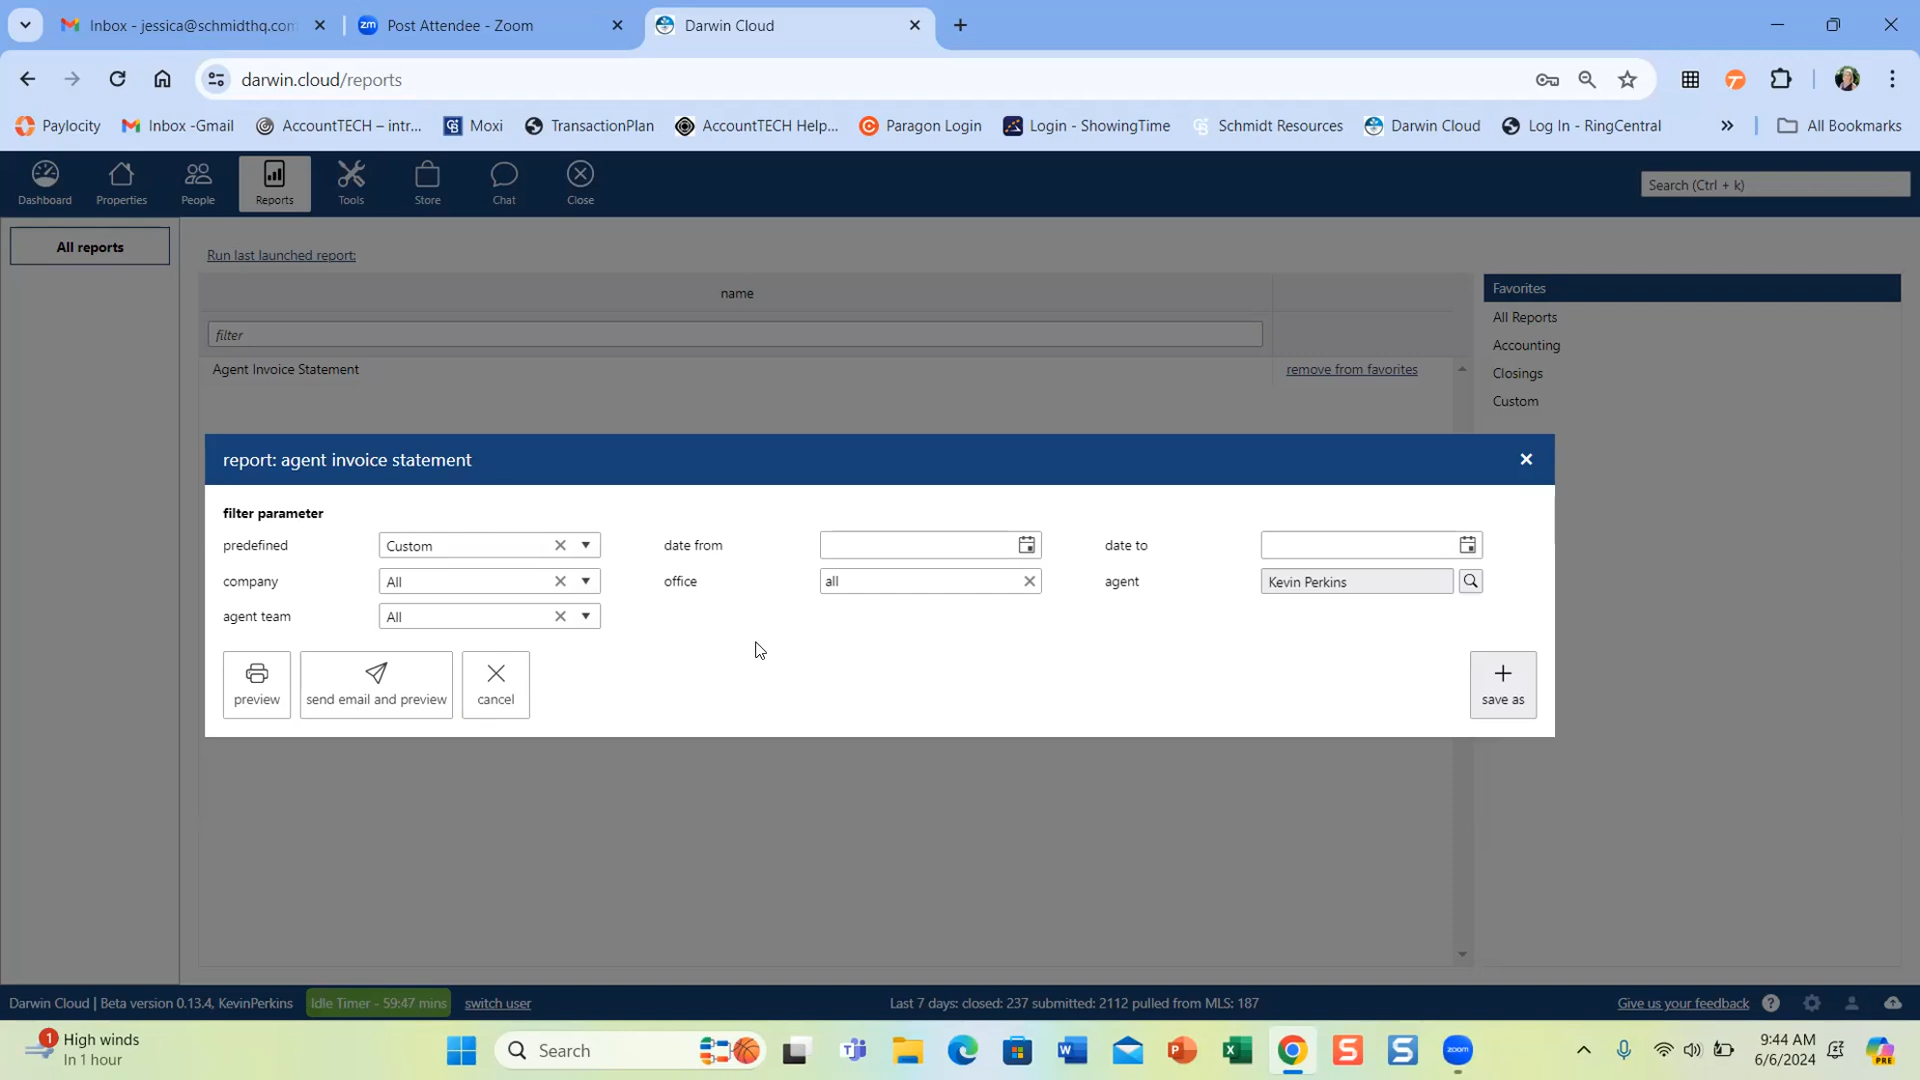 Inbox - jessica@schmidthq.com
Post Attendee - Zoom
Darwin Cloud
darwin.cloud/reports
Paylocity
Inbox -Gmail
AccountTECH – intr...
Moxi
TransactionPlan
AccountTECH Help...
Paragon Login
Login - ShowingTime
Schmidt Resources
Darwin Cloud
Log In - RingCentral
All Bookmarks
Dashboard
Properties
People
Reports
Tools
Store
Chat
Close
Search (Ctrl + k)
All reports
Run last launched report:
name
filter
Agent Invoice Statement
remove from favorites
Favorites
All Reports
Accounting
Closings
Custom
report: agent invoice statement
filter parameter
predefined Custom date from date to
company All office all agent Kevin Perkins
agent team All
preview
send email and preview
cancel
save as
Darwin Cloud | Beta version 0.13.4, KevinPerkins
Idle Timer - 59:47 mins
switch user
Last 7 days: closed: 237 submitted: 2112 pulled from MLS: 187
Give us your feedback
1
High winds
In 1 hour
Search
zoom
9:44 AM
6/6/2024
PRE